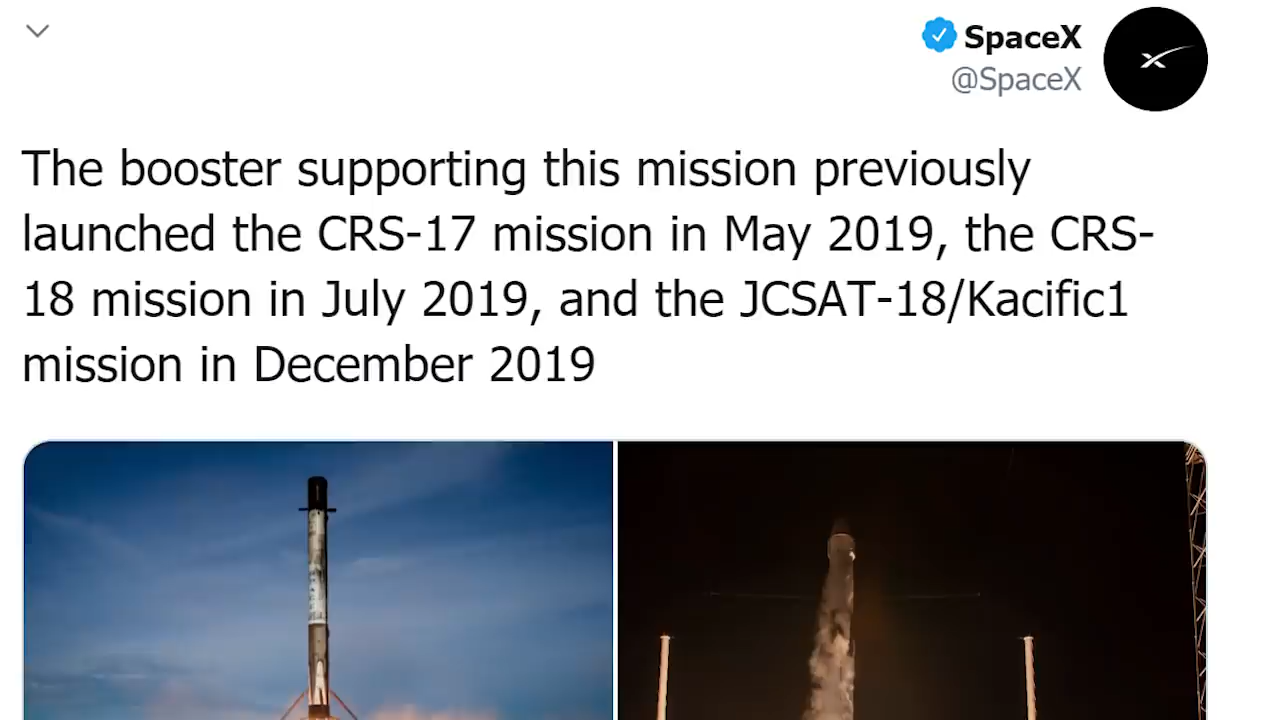 SpaceX
@SpaceX
The booster supporting this mission previously
launched the CRS-17 mission in May 2019, the CRS-
18 mission in July 2019, and the JCSAT-18/Kacific1
mission in December 2019